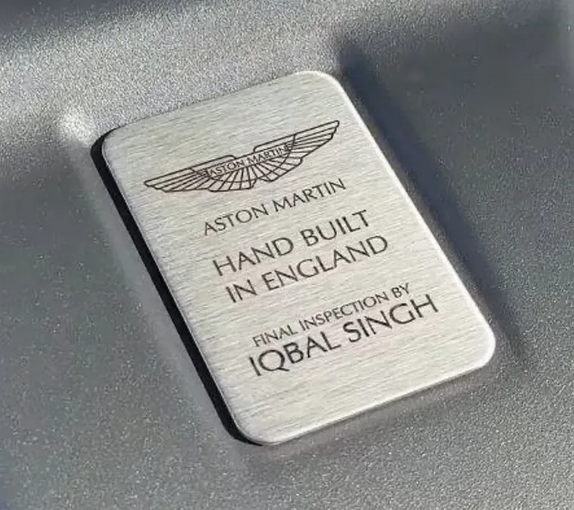 ASTON MARTIN
ASTON MARTIN
HAND BUILT
IN ENGLAND
FINAL INSPECTION BY
IQBAL SINGH